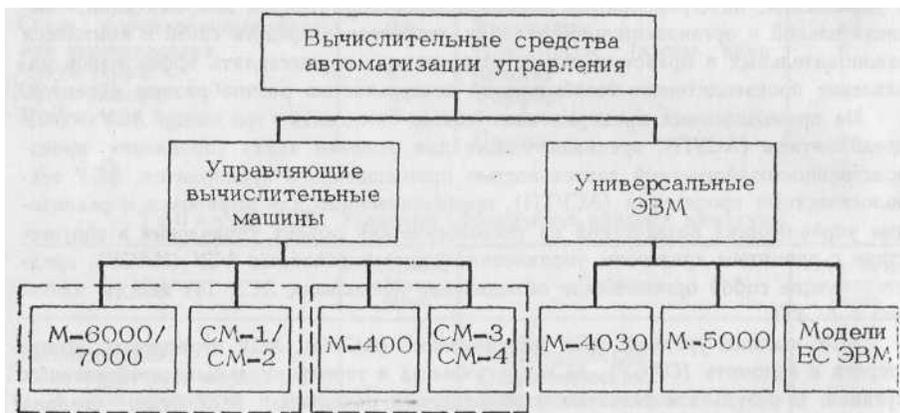 Вычислительные средства
автоматизации управления
Управляющие
вычислительные
машины
Универсальные
ЭВМ
М-6000/
7000
СМ-1/
СМ-2
М-400
СМ-3,
СМ-4
М-4030
М-5000
Модели
ЕС ЭВМ